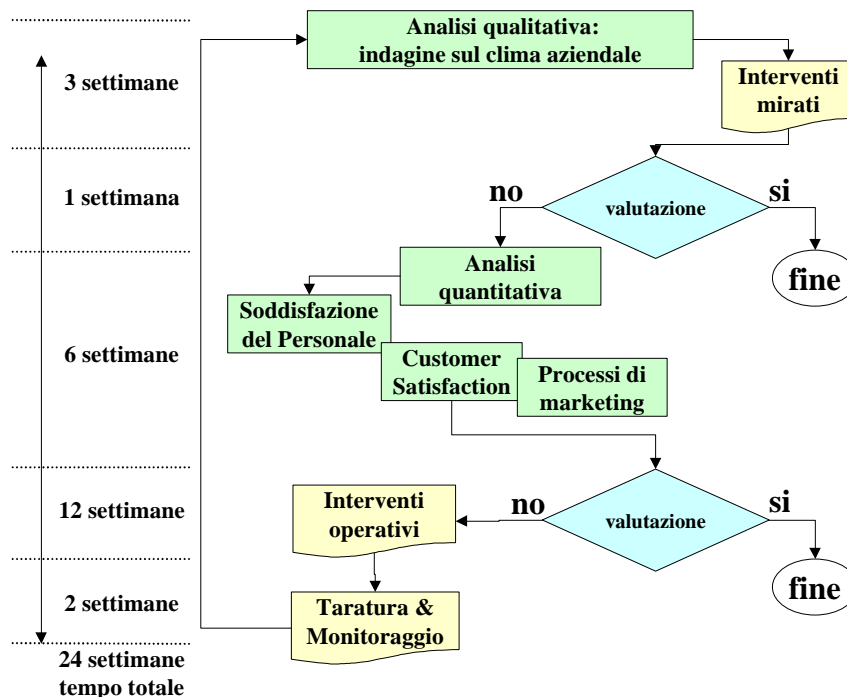 Analisi qualitativa:
indagine sul clima aziendale
3 settimane
Interventi
mirati
1 settimana
no
valutazione
si
fine
Analisi
quantitativa
Soddisfazione
del Personale
6 settimane
Customer
Satisfaction
Processi di
marketing
12 settimane
Interventi
operativi
no
valutazione
si
fine
2 settimane
Taratura &
Monitoraggio
24 settimane
tempo totale